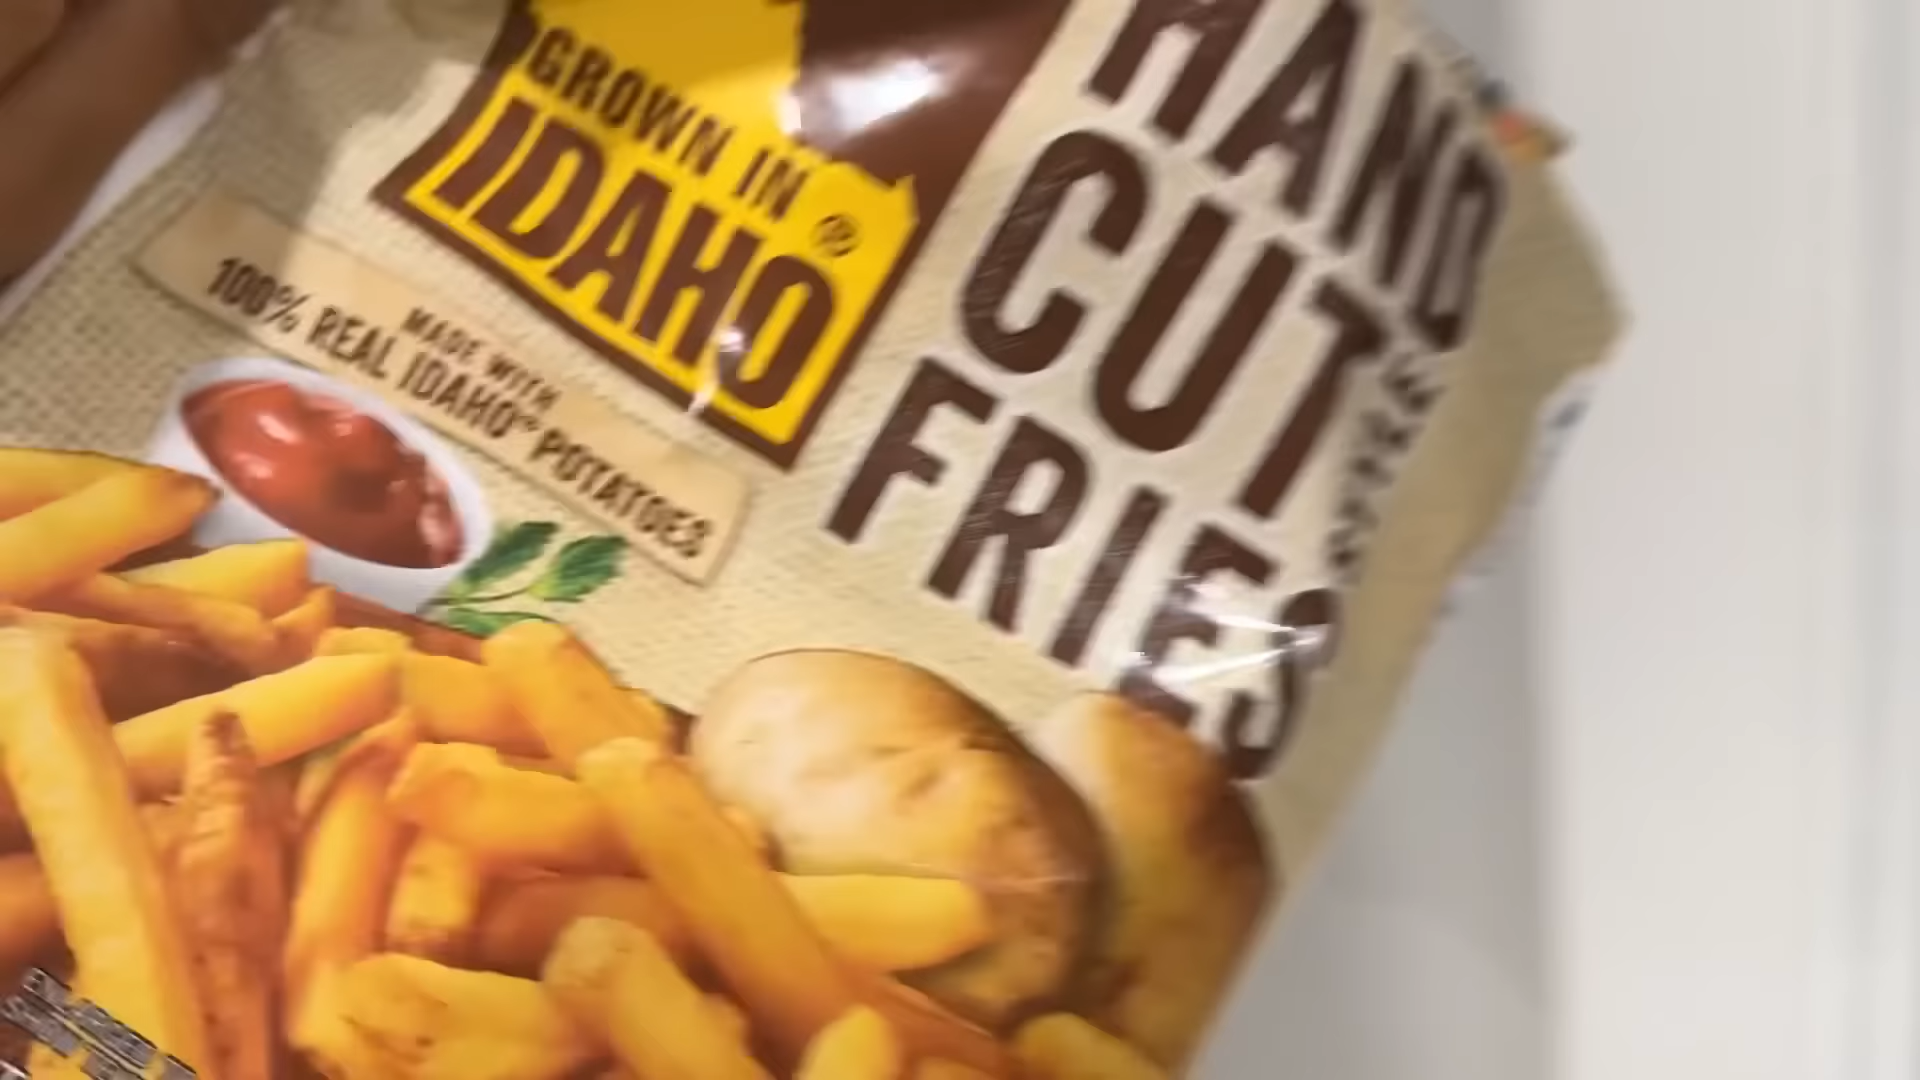 GROWN IN
IDAHO®
MADE WITH
100% REAL IDAHO® POTATOES
HAND
CUT
FRIES